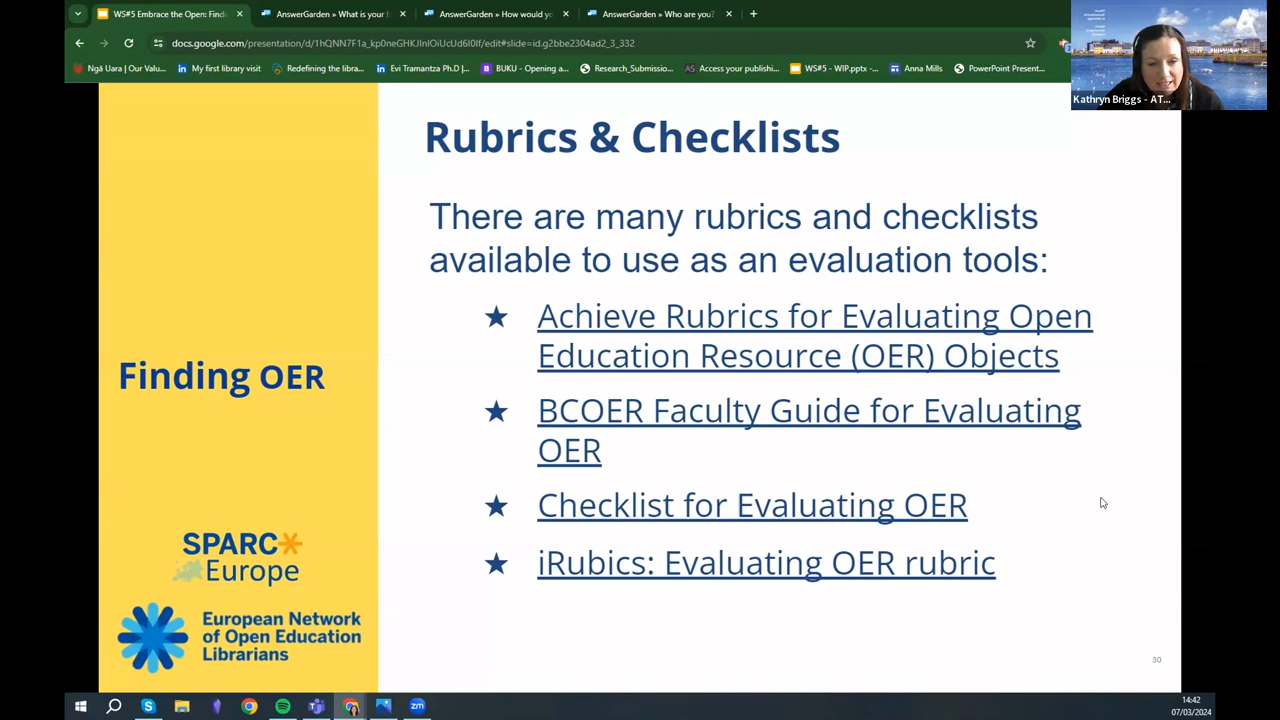 WS#5 Embrace the Open: Findi
AnswerGarden » What is your f
AnswerGarden » How would yo
AnswerGarden » Who are you?
docs.google.com/presentation/d/1hQNN7F1a_kp0neGHKJlnIOiUcUd6l0If/edit#slide=id.g2bbe2304ad2_3_332
Ngā Uara | Our Valu...
My first library visit
Redefining the libra...
Evi Tramantza Ph.D |...
BUKU - Opening a...
Research_Submissio...
Access your publishi...
WS#5 - WIP.pptx -...
Anna Mills
PowerPoint Present...
Kathryn Briggs - AT...
Rubrics & Checklists
There are many rubrics and checklists
available to use as an evaluation tools:
★ Achieve Rubrics for Evaluating Open
Education Resource (OER) Objects
★ BCOER Faculty Guide for Evaluating
OER
★ Checklist for Evaluating OER
★ iRubics: Evaluating OER rubric
Finding OER
SPARC
Europe
European Network
of Open Education
Librarians
30
zm
14:42
07/03/2024